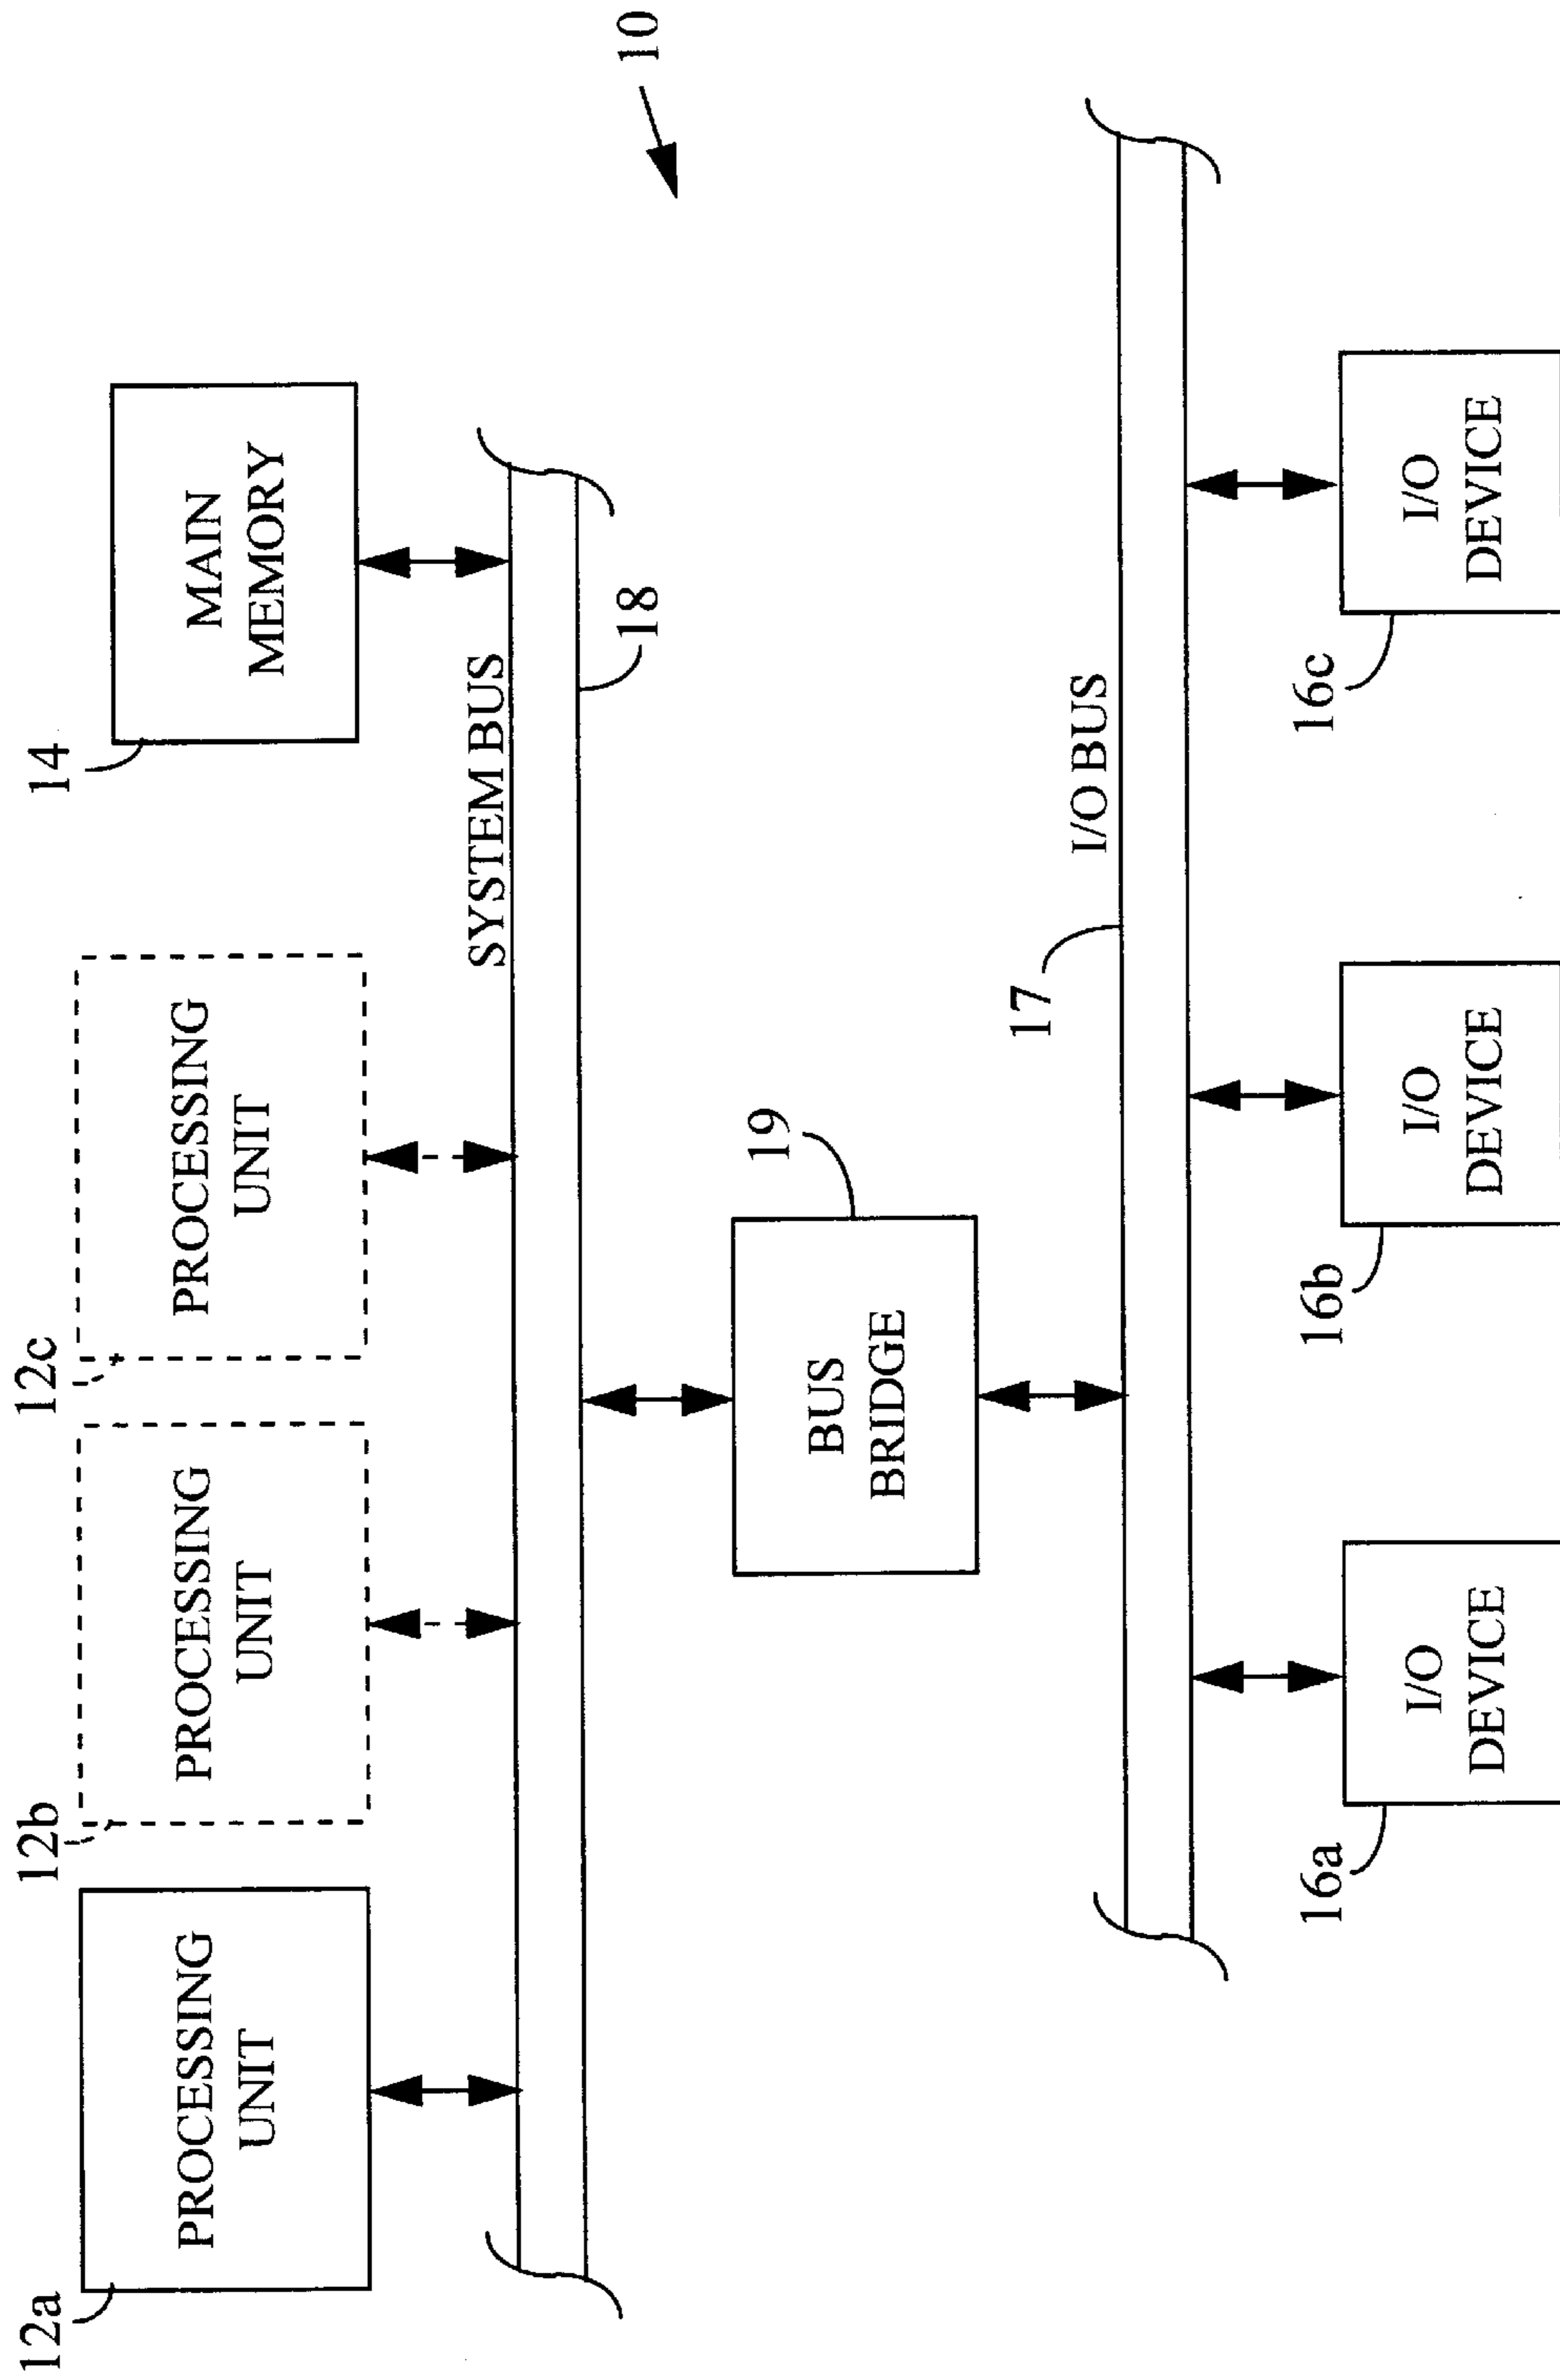 12a
PROCESSING
UNIT
12b
PROCESSING
UNIT
12c
PROCESSING
UNIT
14
MAIN
MEMORY
SYSTEM BUS
18
10
19
BUS
BRIDGE
17
I/O BUS
16a
I/O
DEVICE
16b
I/O
DEVICE
16c
I/O
DEVICE